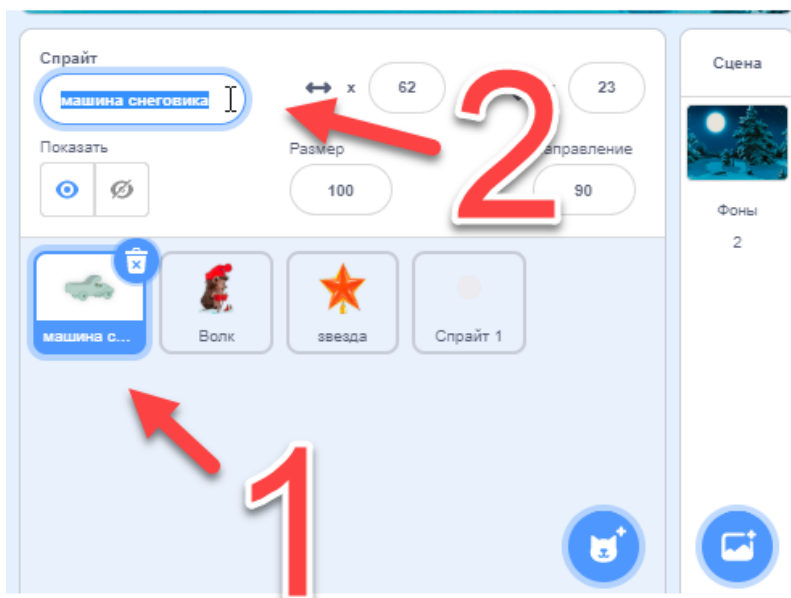 Спрайт
машина снеговика
x 62
23
Показать
Размер
направление
100
90
2
Сцена
Фоны
2
машина с...
Волк
звезда
Спрайт 1
1